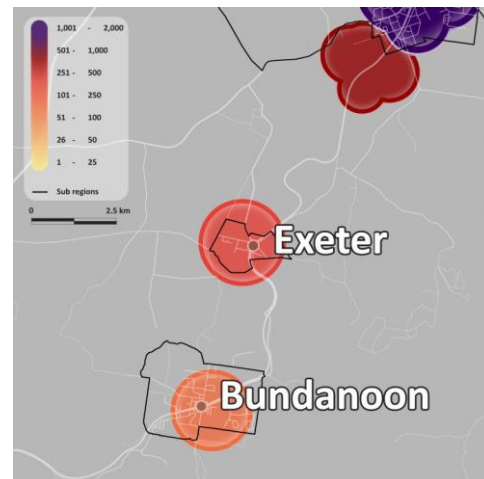 1,001 - 2,000
501 - 1,000
251 - 500
101 - 250
51 - 100
26 - 50
1 - 25
Sub regions
0 2.5 km
Exeter
Bundanoon